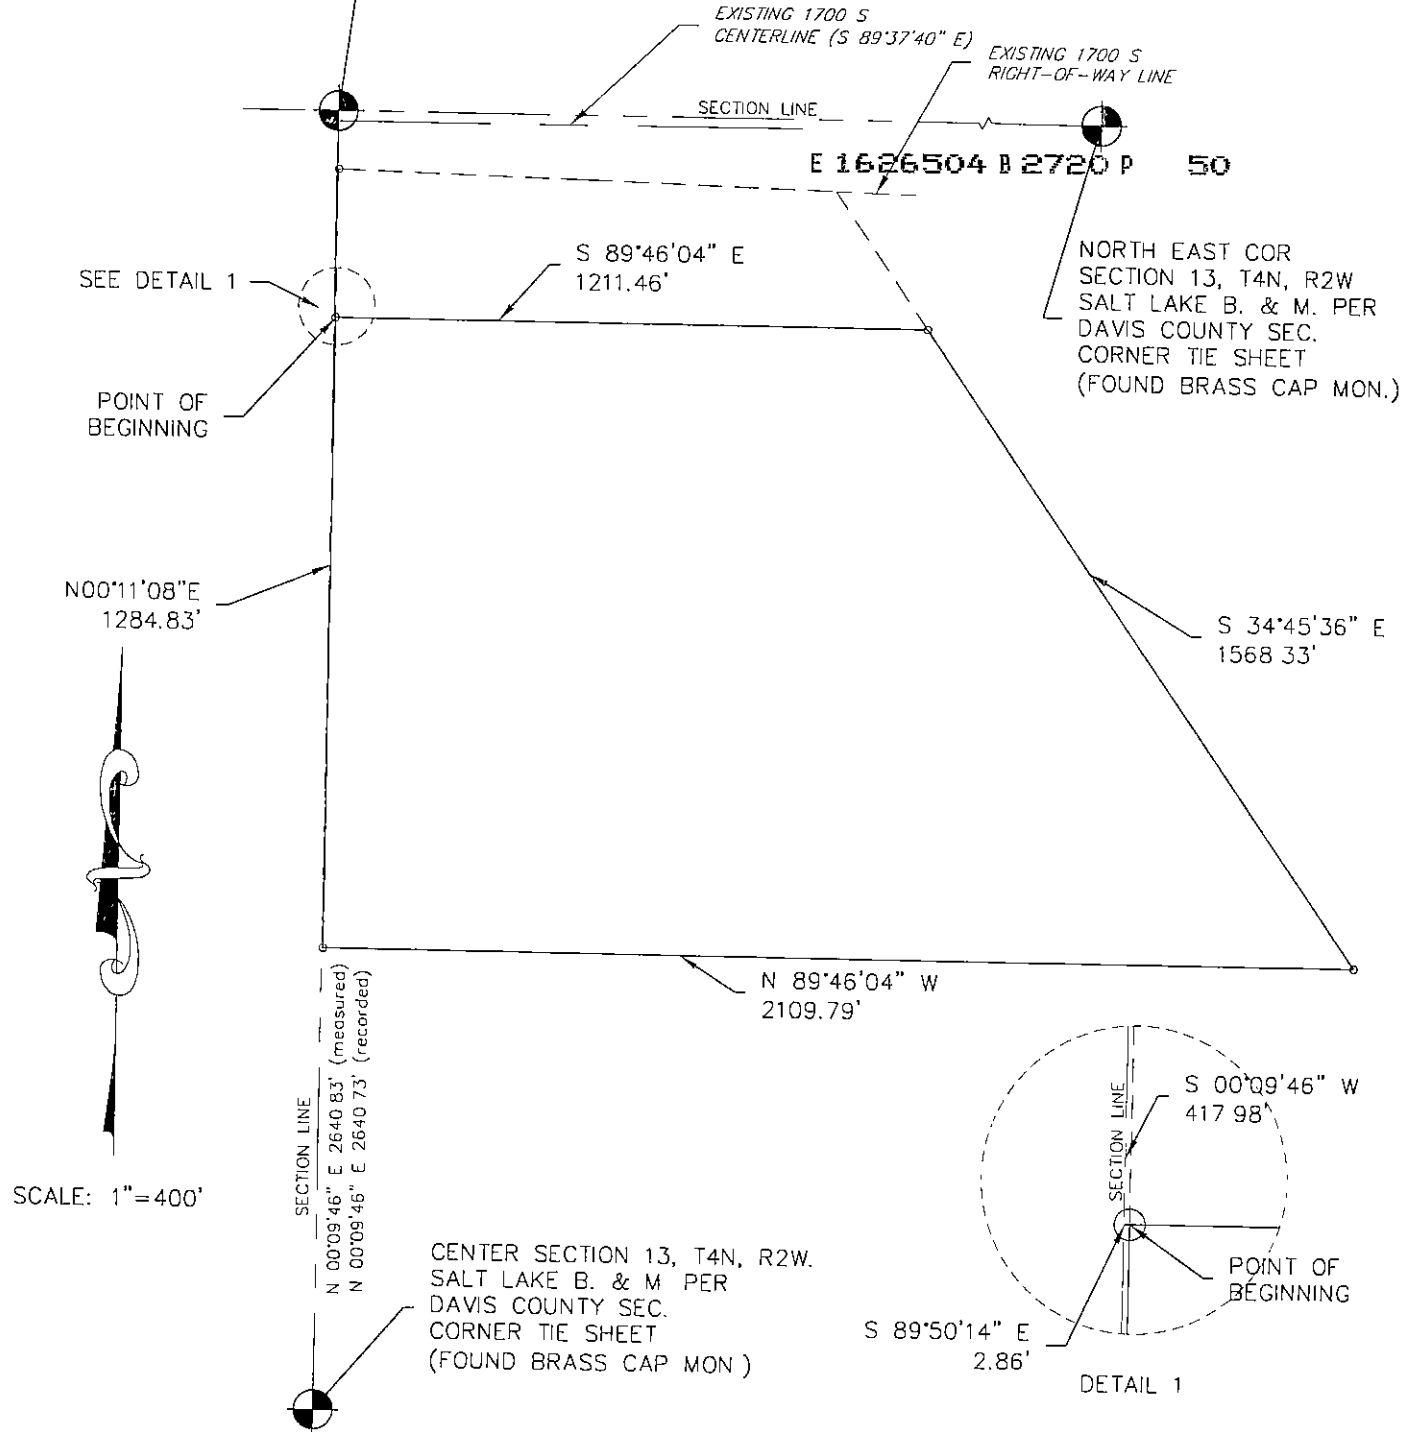 EXISTING 1700 S
CENTERLINE (S 89°37'40" E)
EXISTING 1700 S
RIGHT-OF-WAY LINE
SECTION LINE
E 1626504 B 2720 P 50
S 89°46'04" E
1211.46'
SEE DETAIL 1
NORTH EAST COR
SECTION 13, T4N, R2W
SALT LAKE B. & M. PER
DAVIS COUNTY SEC.
CORNER TIE SHEET
(FOUND BRASS CAP MON.)
POINT OF
BEGINNING
N00°11'08"E
1284.83'
S 34°45'36" E
1568 33'
N 89°46'04" W
2109.79'
SECTION LINE
N 00°09'46" E 2640 83' (measured)
N 00°09'46" E 2640 73' (recorded)
SCALE: 1"=400'
CENTER SECTION 13, T4N, R2W.
SALT LAKE B. & M PER
DAVIS COUNTY SEC.
CORNER TIE SHEET
(FOUND BRASS CAP MON )
SECTION LINE
S 00°09'46" W
417 98'
POINT OF
BEGINNING
S 89°50'14" E
2.86'
DETAIL 1